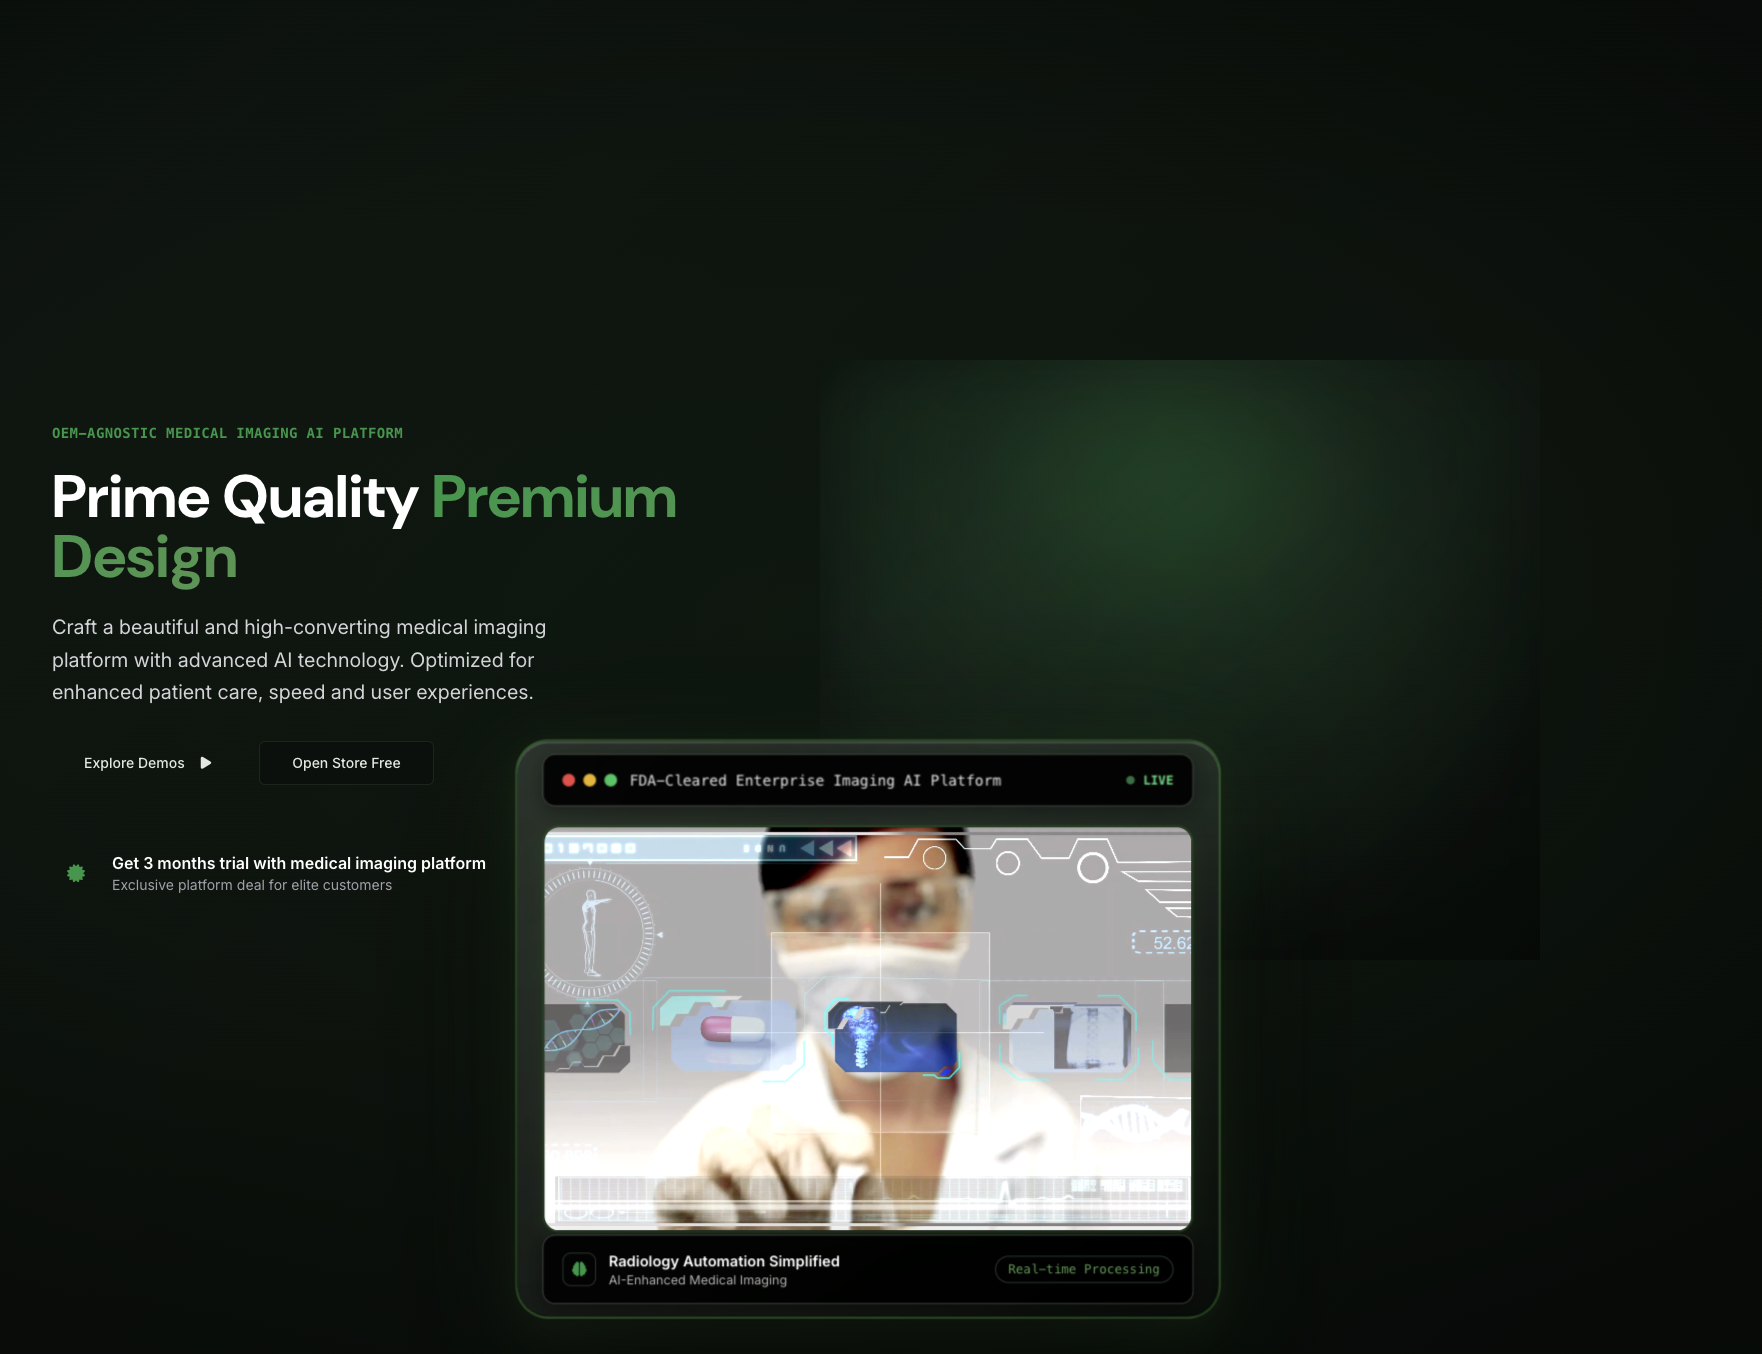 OEM-AGNOSTIC MEDICAL IMAGING AI PLATFORM
Prime Quality Premium
Design
Craft a beautiful and high-converting medical imaging
platform with advanced AI technology. Optimized for
enhanced patient care, speed and user experiences.
Explore Demos
Open Store Free
Get 3 months trial with medical imaging platform
Exclusive platform deal for elite customers
FDA-Cleared Enterprise Imaging AI Platform
LIVE
52.62
Radiology Automation Simplified
AI-Enhanced Medical Imaging
Real-time Processing